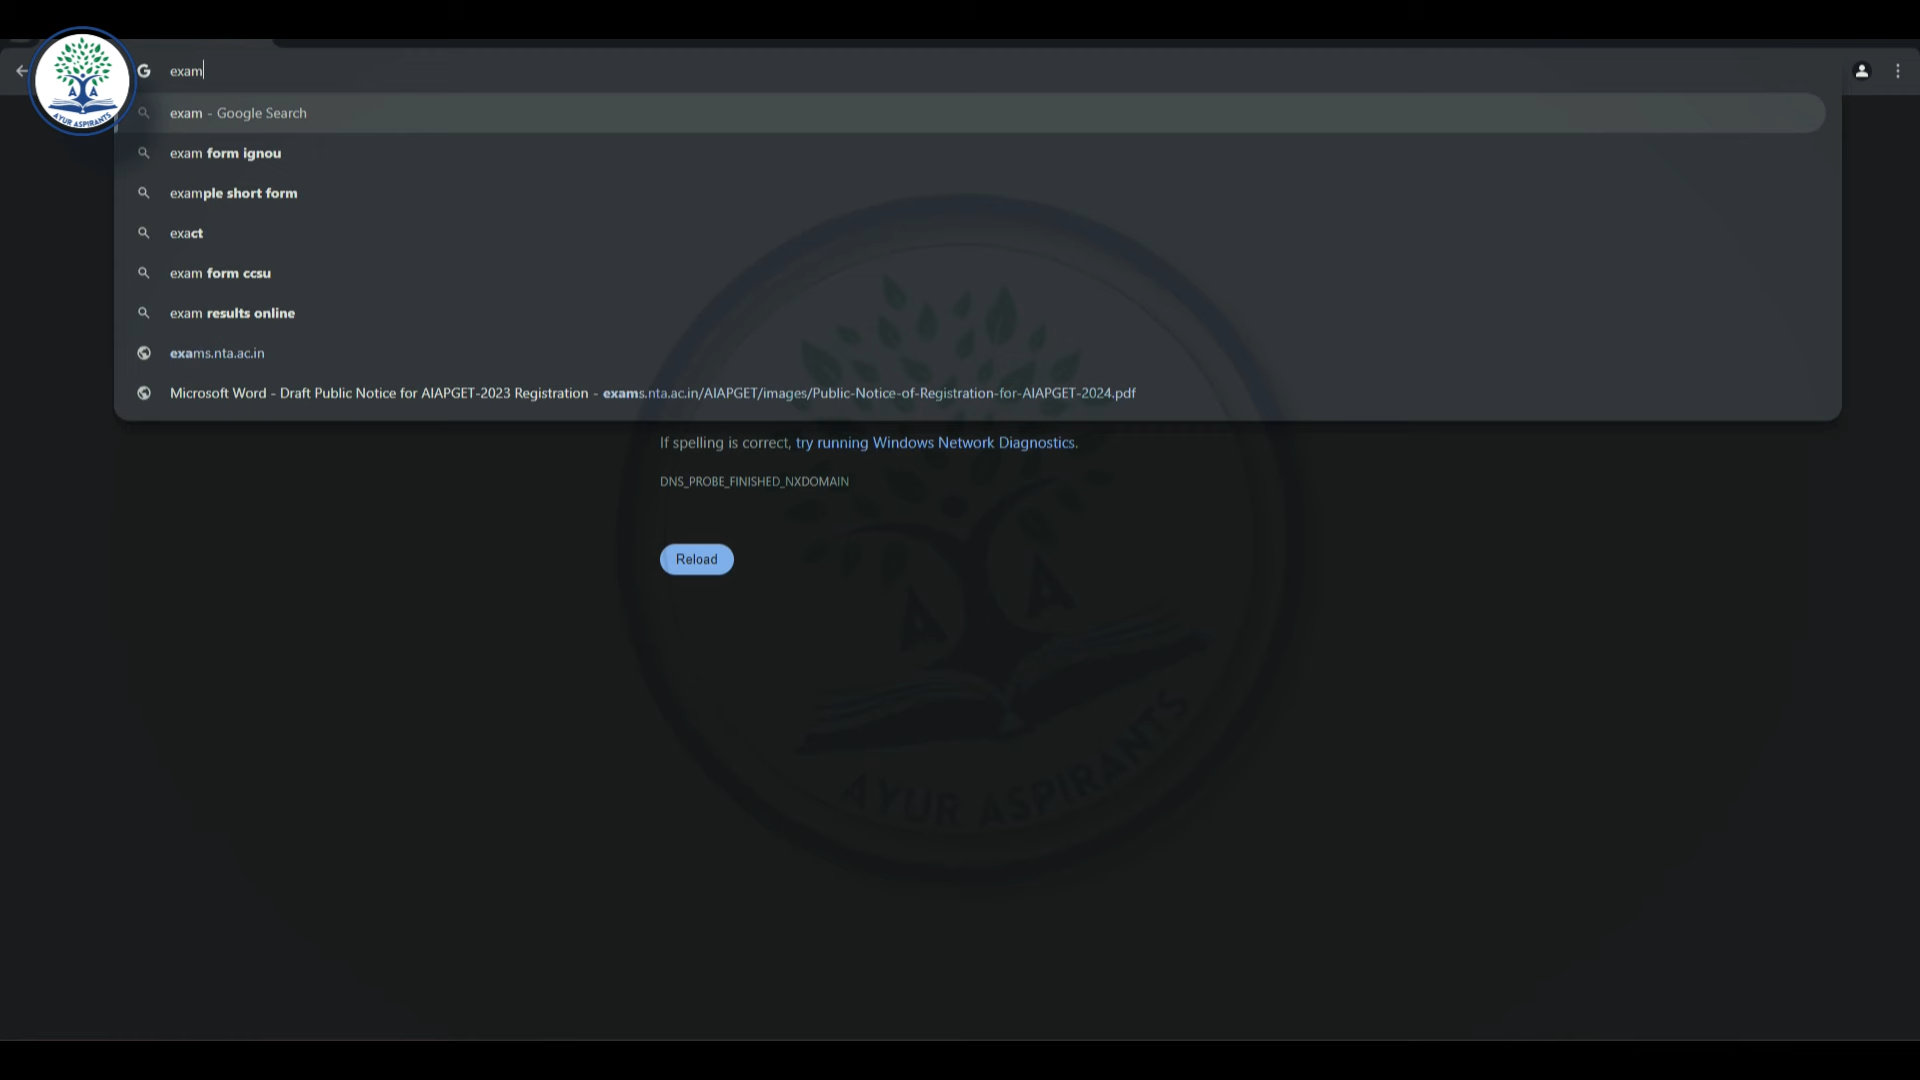 exam
exam - Google Search
exam form ignou
example short form
exact
exam form ccsu
exam results online
exams.nta.ac.in
Microsoft Word - Draft Public Notice for AIAPGET-2023 Registration - exams.nta.ac.in/AIAPGET/images/Public-Notice-of-Registration-for-AIAPGET-2024.pdf
If spelling is correct, try running Windows Network Diagnostics.
DNS_PROBE_FINISHED_NXDOMAIN
Reload
A A
AYUR ASPIRANTS
A A
AYUR ASPIRANTS